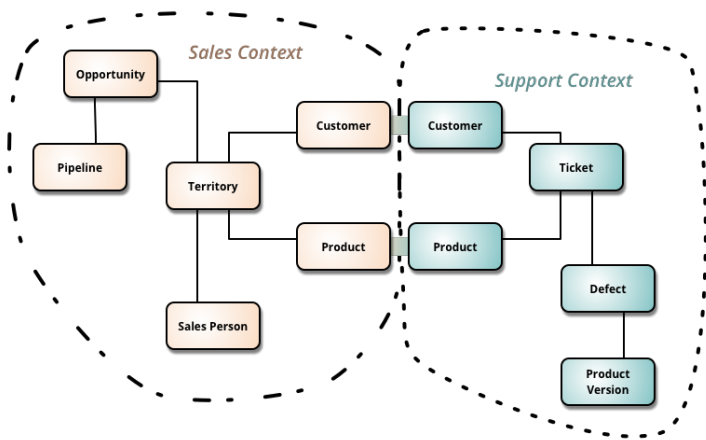 Sales Context
Opportunity
Pipeline
Territory
Customer
Product
Sales Person
Support Context
Customer
Ticket
Product
Defect
Product
Version